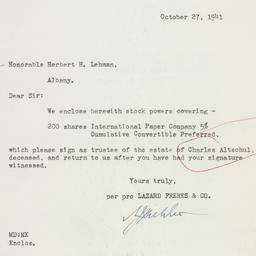 October 27, 1941
Honorable Herbert H. Lehman,
Albany.
Dear Sir:
We enclose herewith stock powers covering -
200 shares International Paper Company 5%
Cumulative Convertible Preferred.
which please sign as trustee of the estate of Charles Altschul,
deceased, and return to us after you have had your signature
witnessed.
Yours truly,
per pro LAZARD FRERES & CO.
MD:MK
Enclos.